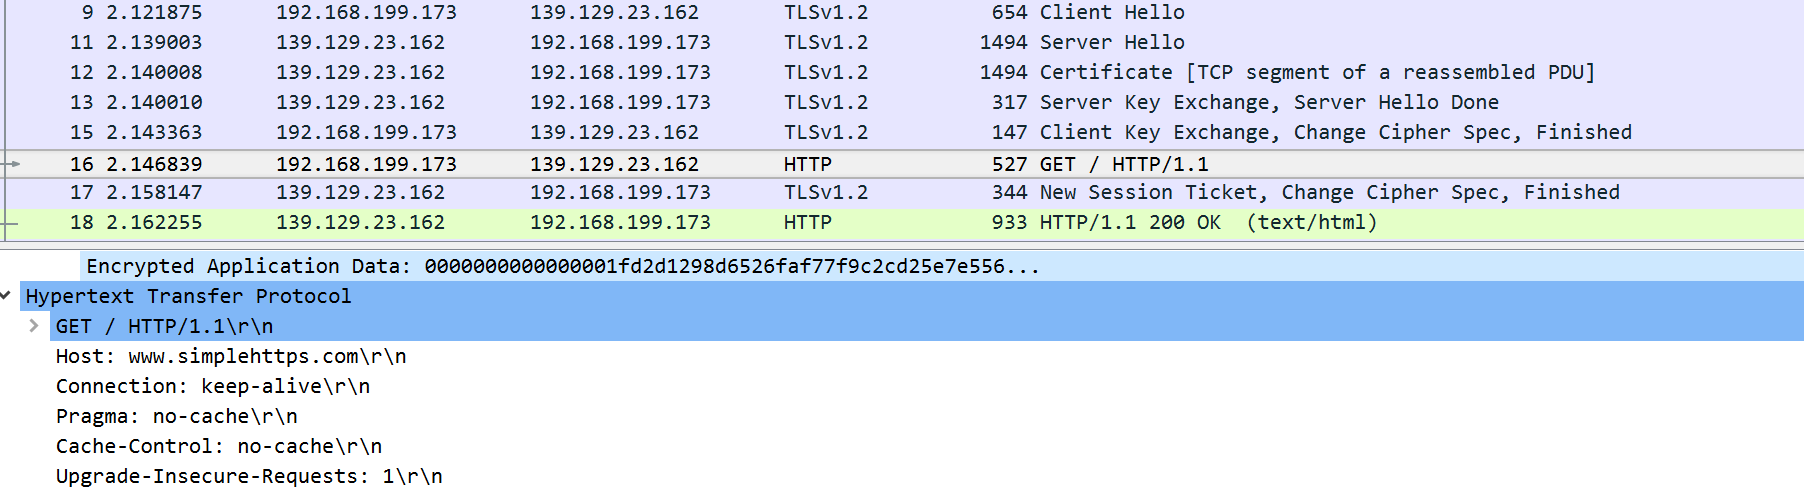 9 2.121875 192.168.199.173 139.129.23.162 TLSv1.2 654 Client Hello
11 2.139003 139.129.23.162 192.168.199.173 TLSv1.2 1494 Server Hello
12 2.140008 139.129.23.162 192.168.199.173 TLSv1.2 1494 Certificate [TCP segment of a reassembled PDU]
13 2.140010 139.129.23.162 192.168.199.173 TLSv1.2 317 Server Key Exchange, Server Hello Done
15 2.143363 192.168.199.173 139.129.23.162 TLSv1.2 147 Client Key Exchange, Change Cipher Spec, Finished
16 2.146839 192.168.199.173 139.129.23.162 HTTP 527 GET / HTTP/1.1
17 2.158147 139.129.23.162 192.168.199.173 TLSv1.2 344 New Session Ticket, Change Cipher Spec, Finished
18 2.162255 139.129.23.162 192.168.199.173 HTTP 933 HTTP/1.1 200 OK (text/html)
Encrypted Application Data: 0000000000000001fd2d1298d6526faf77f9c2cd25e7e556...
Hypertext Transfer Protocol
GET / HTTP/1.1\r\n
Host: www.simplehttps.com\r\n
Connection: keep-alive\r\n
Pragma: no-cache\r\n
Cache-Control: no-cache\r\n
Upgrade-Insecure-Requests: 1\r\n